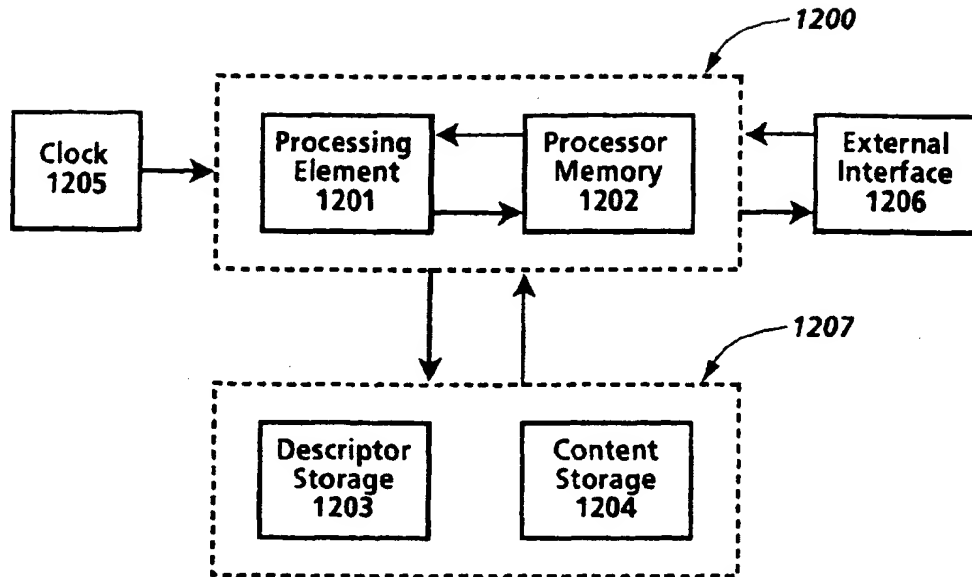 1200
Clock
1205
Processing
Element
1201
Processor
Memory
1202
External
Interface
1206
1207
Descriptor
Storage
1203
Content
Storage
1204